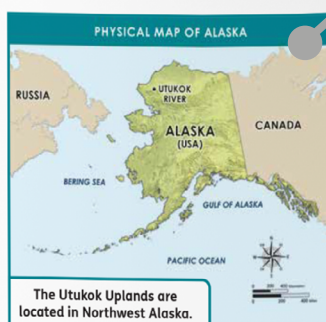 PHYSICAL MAP OF ALASKA
RUSSIA
UTUKOK
RIVER
ALASKA
(USA)
CANADA
BERING SEA
GULF OF ALASKA
PACIFIC OCEAN
The Utukok Uplands are
located in Northwest Alaska.